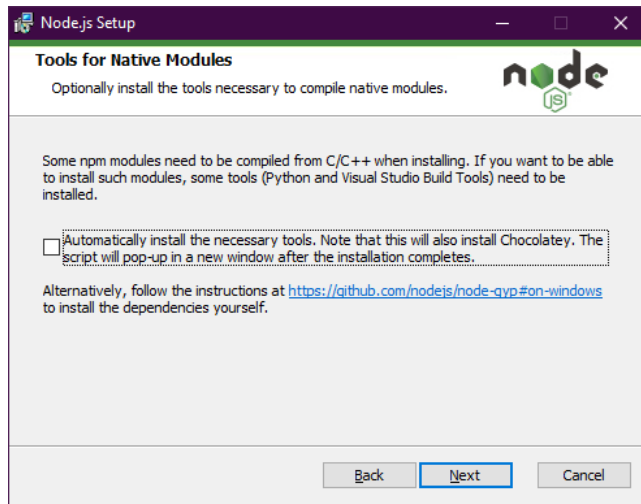 Node.js Setup
Tools for Native Modules
Optionally install the tools necessary to compile native modules.
node
JS
Some npm modules need to be compiled from C/C++ when installing. If you want to be able
to install such modules, some tools (Python and Visual Studio Build Tools) need to be
installed.
Automatically install the necessary tools. Note that this will also install Chocolatey. The
script will pop-up in a new window after the installation completes.
Alternatively, follow the instructions at https://github.com/nodejs/node-gyp#on-windows
to install the dependencies yourself.
Back Next Cancel